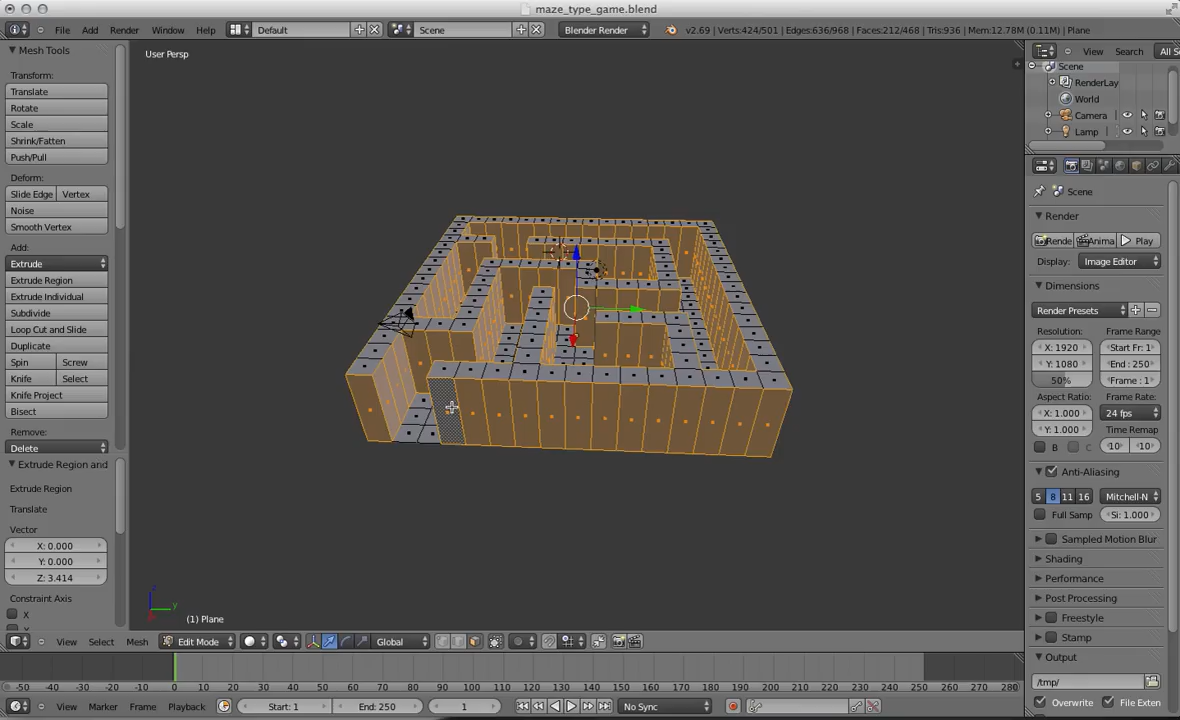 maze_type_game.blend
File Add Render Window Help Default Scene Blender Render v2.69 | Verts:424/501 | Edges:636/968 | Faces:212/468 | Tris:936 | Mem:12.78M (0.11M) | Plane
Mesh Tools
Transform:
Translate
Rotate
Scale
Shrink/Fatten
Push/Pull
Deform:
Slide Edge Vertex
Noise
Smooth Vertex
Add:
Extrude
Extrude Region
Extrude Individual
Subdivide
Loop Cut and Slide
Duplicate
Spin Screw
Knife Select
Knife Project
Bisect
Remove:
Delete
Extrude Region and
Extrude Region
Translate
Vector
X: 0.000
Y: 0.000
Z: 3.414
Constraint Axis
X
User Persp
z
y
(1) Plane
View Select Mesh Edit Mode Global
-50 -40 -30 -20 -10 0 10 20 30 40 50 60 70 80 90 100 110 120 130 140 150 160 170 180 190 200 210 220 230 240 250 260 270 280
View Marker Frame Playback Start: 1 End: 250 1 No Sync
View Search All S
Scene
RenderLay
World
Camera
Lamp
Scene
Render
Rende Anima Play
Display: Image Editor
Dimensions
Render Presets
Resolution: Frame Range
X: 1920 Start Fr: 1
Y: 1080 End : 250
50% Frame : 1
Aspect Ratio: Frame Rate:
X: 1.000 24 fps
Y: 1.000 Time Remap
B C 10 10
Anti-Aliasing
5 8 11 16 Mitchell-N
Full Samp Si: 1.000
Sampled Motion Blur
Shading
Performance
Post Processing
Freestyle
Stamp
Output
/tmp/
Overwrite File Exten